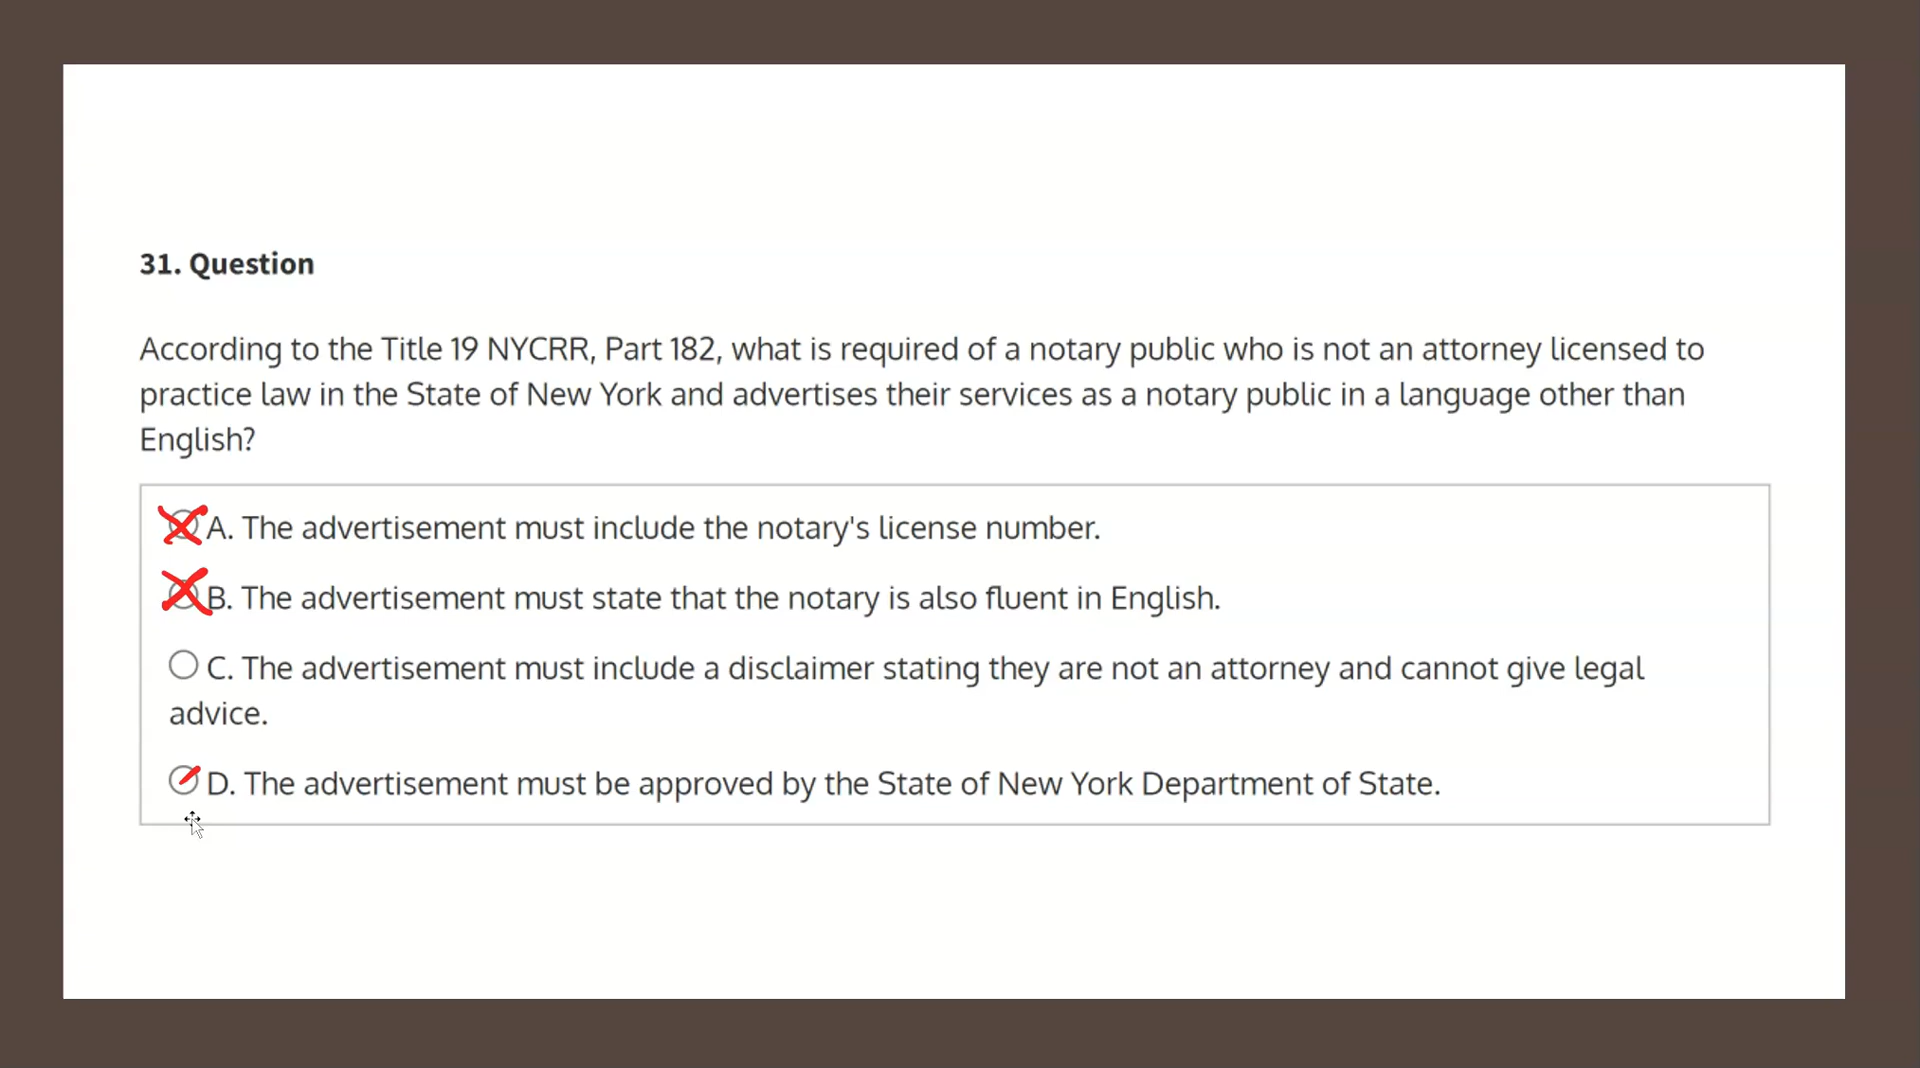 31. Question
According to the Title 19 NYCRR, Part 182, what is required of a notary public who is not an attorney licensed to
practice law in the State of New York and advertises their services as a notary public in a language other than
English?
A. The advertisement must include the notary's license number.
B. The advertisement must state that the notary is also fluent in English.
C. The advertisement must include a disclaimer stating they are not an attorney and cannot give legal
advice.
D. The advertisement must be approved by the State of New York Department of State.